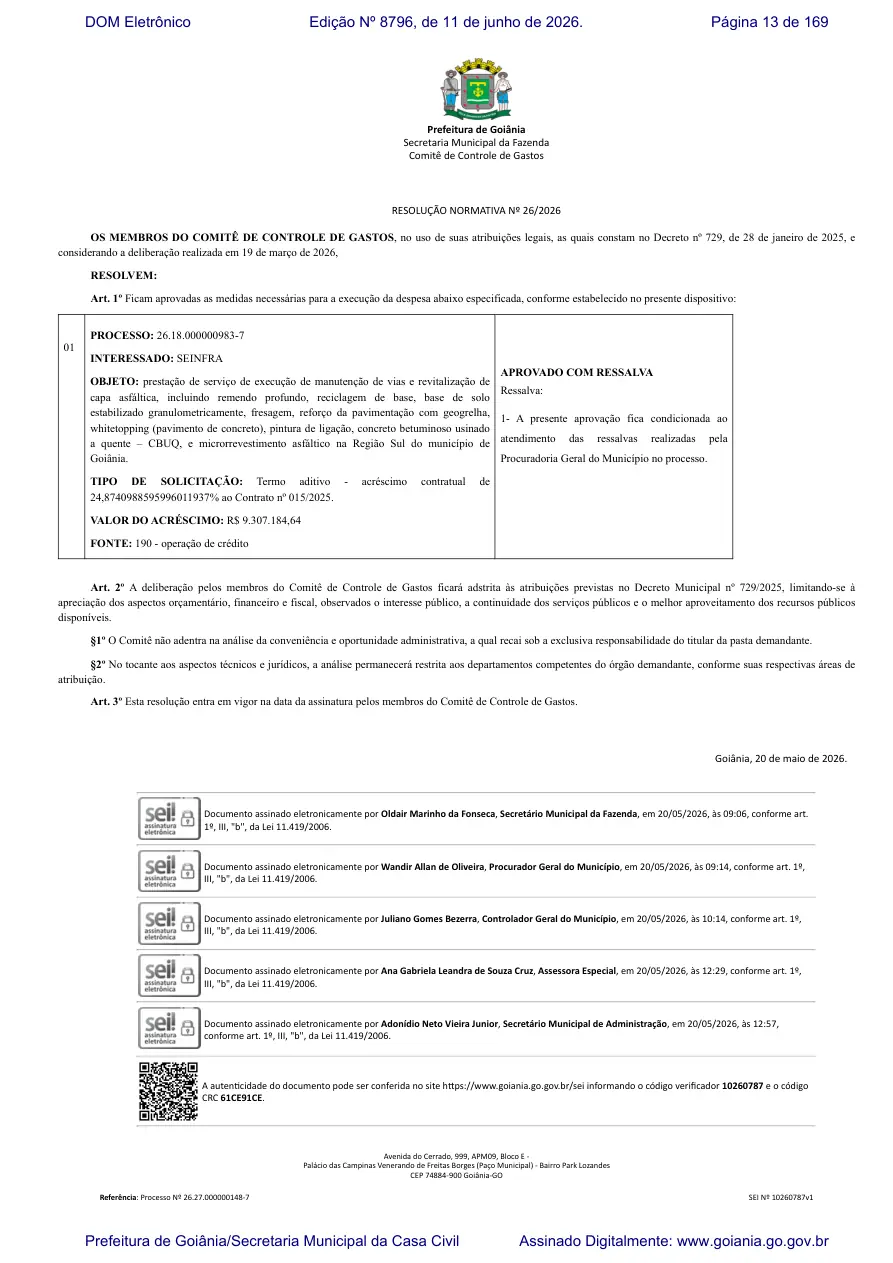 DOM Eletrônico Edição Nº 8796, de 11 de junho de 2026. Página 13 de 169
Prefeitura de Goiânia
Secretaria Municipal da Fazenda
Comitê de Controle de Gastos
RESOLUÇÃO NORMATIVA Nº 26/2026
OS MEMBROS DO COMITÊ DE CONTROLE DE GASTOS, no uso de suas atribuições legais, as quais constam no Decreto nº 729, de 28 de janeiro de 2025, e
considerando a deliberação realizada em 19 de março de 2026,
RESOLVEM:
Art. 1º Ficam aprovadas as medidas necessárias para a execução da despesa abaixo especificada, conforme estabelecido no presente dispositivo:
01
PROCESSO: 26.18.000000983-7
INTERESSADO: SEINFRA
OBJETO: prestação de serviço de execução de manutenção de vias e revitalização de
capa asfáltica, incluindo remendo profundo, reciclagem de base, base de solo
estabilizado granulometricamente, fresagem, reforço da pavimentação com geogrelha,
whitetopping (pavimento de concreto), pintura de ligação, concreto betuminoso usinado
a quente – CBUQ, e microrrevestimento asfáltico na Região Sul do município de
Goiânia.
TIPO DE SOLICITAÇÃO: Termo aditivo - acréscimo contratual de
24,8740988595996011937% ao Contrato nº 015/2025.
VALOR DO ACRÉSCIMO: R$ 9.307.184,64
FONTE: 190 - operação de crédito
APROVADO COM RESSALVA
Ressalva:
1- A presente aprovação fica condicionada ao
atendimento das ressalvas realizadas pela
Procuradoria Geral do Município no processo.
Art. 2º A deliberação pelos membros do Comitê de Controle de Gastos ficará adstrita às atribuições previstas no Decreto Municipal nº 729/2025, limitando-se à
apreciação dos aspectos orçamentário, financeiro e fiscal, observados o interesse público, a continuidade dos serviços públicos e o melhor aproveitamento dos recursos públicos
disponíveis.
§1º O Comitê não adentra na análise da conveniência e oportunidade administrativa, a qual recai sob a exclusiva responsabilidade do titular da pasta demandante.
§2º No tocante aos aspectos técnicos e jurídicos, a análise permanecerá restrita aos departamentos competentes do órgão demandante, conforme suas respectivas áreas de
atribuição.
Art. 3º Esta resolução entra em vigor na data da assinatura pelos membros do Comitê de Controle de Gastos.
Goiânia, 20 de maio de 2026.
sei!
assinatura
eletrônica
Documento assinado eletronicamente por Oldair Marinho da Fonseca, Secretário Municipal da Fazenda, em 20/05/2026, às 09:06, conforme art.
1º, III, "b", da Lei 11.419/2006.
sei!
assinatura
eletrônica
Documento assinado eletronicamente por Wandir Allan de Oliveira, Procurador Geral do Município, em 20/05/2026, às 09:14, conforme art. 1º,
III, "b", da Lei 11.419/2006.
sei!
assinatura
eletrônica
Documento assinado eletronicamente por Juliano Gomes Bezerra, Controlador Geral do Município, em 20/05/2026, às 10:14, conforme art. 1º,
III, "b", da Lei 11.419/2006.
sei!
assinatura
eletrônica
Documento assinado eletronicamente por Ana Gabriela Leandra de Souza Cruz, Assessora Especial, em 20/05/2026, às 12:29, conforme art. 1º,
III, "b", da Lei 11.419/2006.
sei!
assinatura
eletrônica
Documento assinado eletronicamente por Adonídio Neto Vieira Junior, Secretário Municipal de Administração, em 20/05/2026, às 12:57,
conforme art. 1º, III, "b", da Lei 11.419/2006.
A autenticidade do documento pode ser conferida no site https://www.goiania.go.gov.br/sei informando o código verificador 10260787 e o código
CRC 61CE91CE.
Avenida do Cerrado, 999, APM09, Bloco E -
Palácio das Campinas Venerando de Freitas Borges (Paço Municipal) - Bairro Park Lozandes
CEP 74884-900 Goiânia-GO
Referência: Processo Nº 26.27.000000148-7 SEI Nº 10260787v1
Prefeitura de Goiânia/Secretaria Municipal da Casa Civil Assinado Digitalmente: www.goiania.go.gov.br